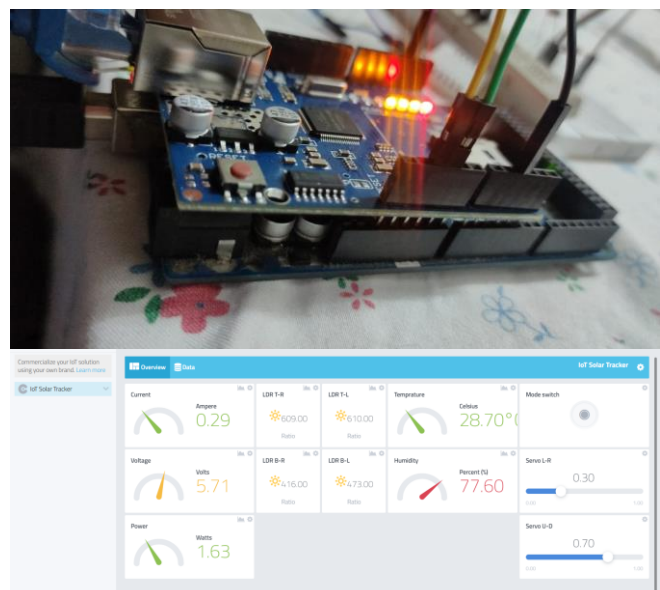 RESET
Commercialize your IoT solution
using your own brand. Learn more
IoT Solar Tracker
Overview
Data
IoT Solar Tracker
Current
Ampere
0.29
LDR T-R
609.00
Ratio
LDR T-L
610.00
Ratio
Temprature
Celsius
28.70°
Mode switch
Voltage
Volts
5.71
LDR B-R
416.00
Ratio
LDR B-L
473.00
Ratio
Humidity
Percent (%)
77.60
Servo L-R
0.30
0.00
1.00
Power
Watts
1.63
Servo U-D
0.70
0.00
1.00